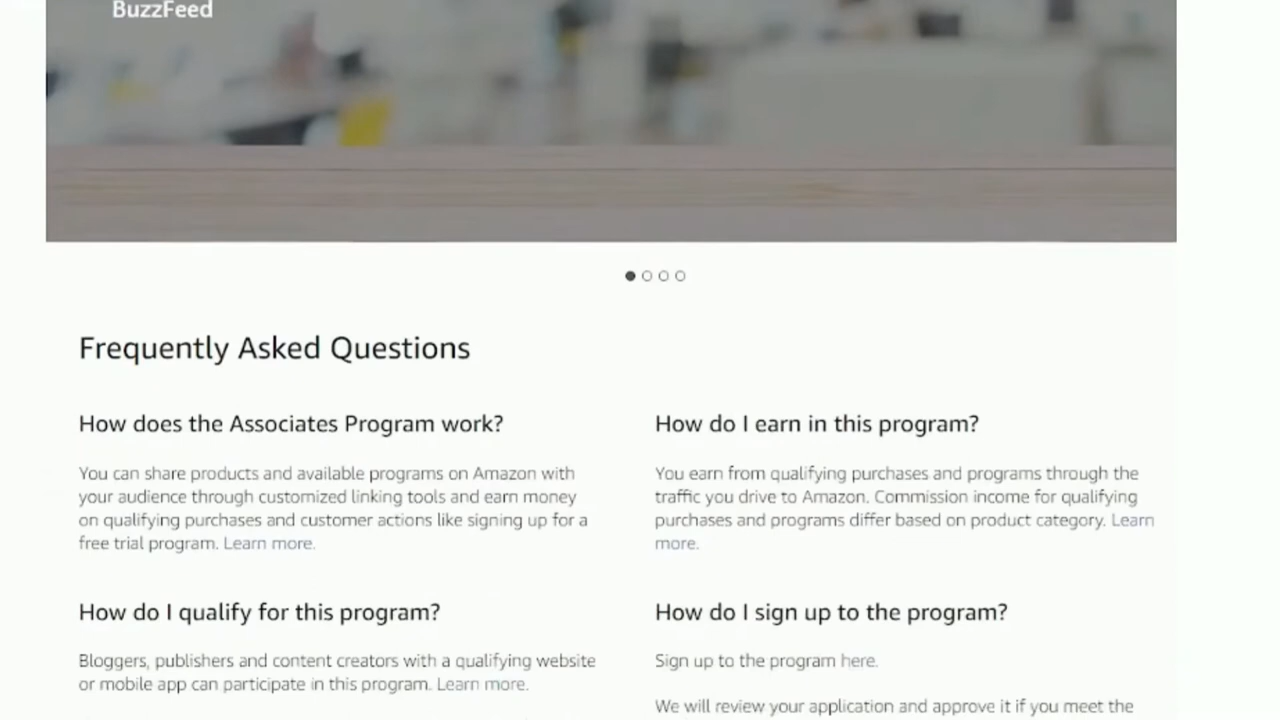 BuzzFeed
Frequently Asked Questions
How does the Associates Program work?
You can share products and available programs on Amazon with
your audience through customized linking tools and earn money
on qualifying purchases and customer actions like signing up for a
free trial program. Learn more.
How do I earn in this program?
You earn from qualifying purchases and programs through the
traffic you drive to Amazon. Commission income for qualifying
purchases and programs differ based on product category. Learn
more.
How do I qualify for this program?
Bloggers, publishers and content creators with a qualifying website
or mobile app can participate in this program. Learn more.
How do I sign up to the program?
Sign up to the program here.
We will review your application and approve it if you meet the